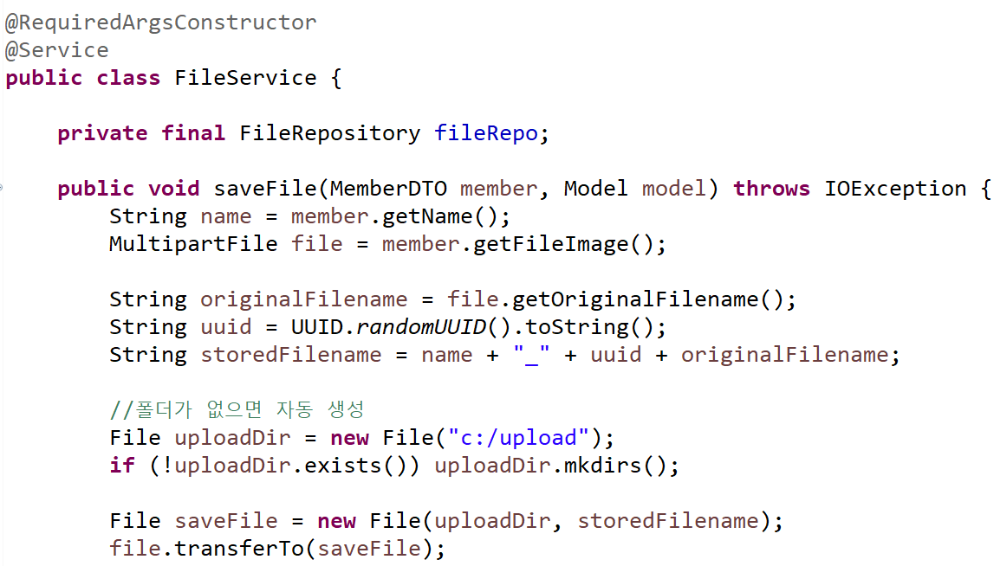 @RequiredArgsConstructor
@Service
public class FileService {
private final FileRepository fileRepo;
public void saveFile(MemberDTO member, Model model) throws IOException {
String name = member.getName();
MultipartFile file = member.getFileImage();
String originalFilename = file.getOriginalFilename();
String uuid = UUID.randomUUID().toString();
String storedFilename = name + "_" + uuid + originalFilename;
//폴더가 없으면 자동 생성
File uploadDir = new File("c:/upload");
if (!uploadDir.exists()) uploadDir.mkdirs();
File saveFile = new File(uploadDir, storedFilename);
file.transferTo(saveFile);